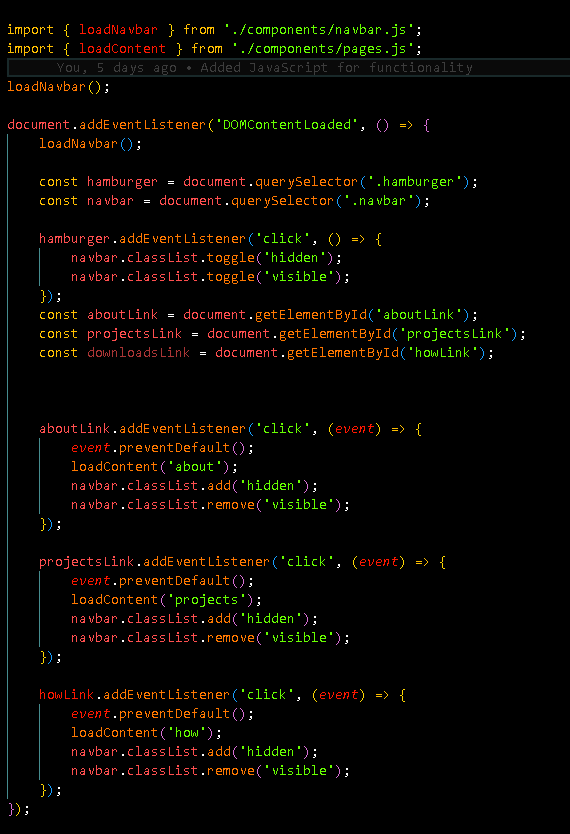 import { loadNavbar } from './components/navbar.js';
import { loadContent } from './components/pages.js';
You, 5 days ago • Added JavaScript for functionality
loadNavbar();
document.addEventListener('DOMContentLoaded', () => {
loadNavbar();
const hamburger = document.querySelector('.hamburger');
const navbar = document.querySelector('.navbar');
hamburger.addEventListener('click', () => {
navbar.classList.toggle('hidden');
navbar.classList.toggle('visible');
});
const aboutLink = document.getElementById('aboutLink');
const projectsLink = document.getElementById('projectsLink');
const downloadsLink = document.getElementById('howLink');
aboutLink.addEventListener('click', (event) => {
event.preventDefault();
loadContent('about');
navbar.classList.add('hidden');
navbar.classList.remove('visible');
});
projectsLink.addEventListener('click', (event) => {
event.preventDefault();
loadContent('projects');
navbar.classList.add('hidden');
navbar.classList.remove('visible');
});
howLink.addEventListener('click', (event) => {
event.preventDefault();
loadContent('how');
navbar.classList.add('hidden');
navbar.classList.remove('visible');
});
});